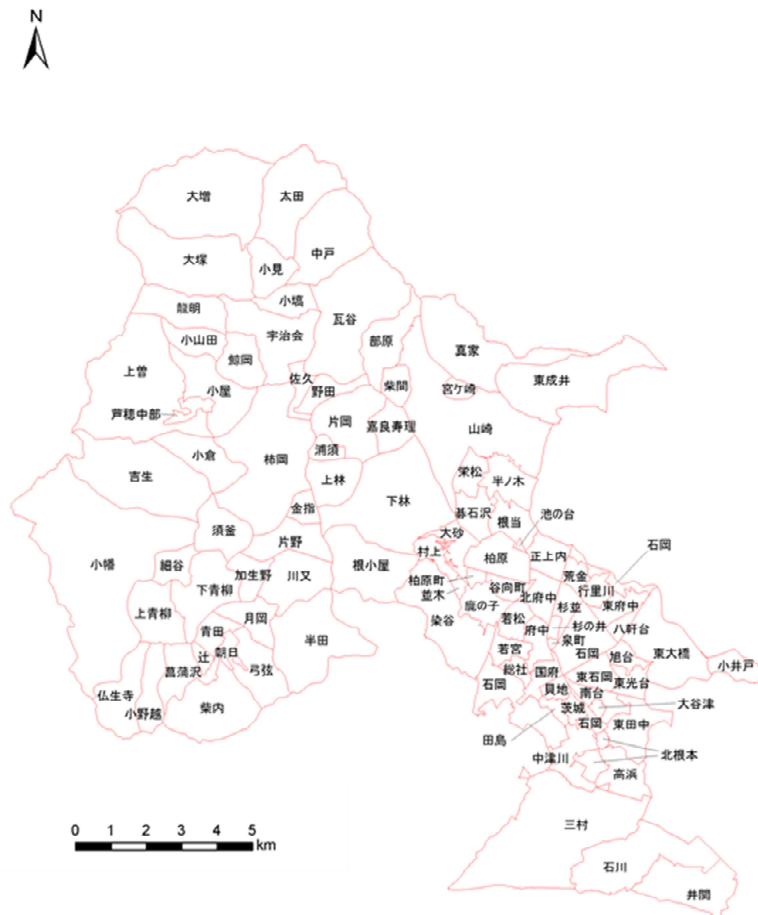 N
大増
太田
中戸
大塚
小見
小塙
龍明
瓦谷
宇治会
小山田
部原
真家
鯨岡
上曽
佐久
東成井
柴間
宮ケ崎
小屋
野田
芦穂中部
片岡
嘉良寿理
山崎
浦須
小倉
柿岡
栄松
吉生
上林
半ノ木
下林
金指
碁石沢
池の台
根当
須釜
大砂
片野
石岡
村上
正上内
柏原
小幡
細谷
根小屋
加生野
川又
荒金
柏原町
行里川
下青柳
谷向町
並木
北府中
東府中
庇の子
杉並
上青柳
月岡
若松
染谷
杉の井
府中
八軒台
青田
半田
泉町
若宮
辻
朝日
石岡
旭台
東大橋
小井戸
菖蒲沢
弓弦
総社
国府
東石岡
石岡
東光台
仏生寺
貝地
南台
柴内
小野越
茨城
大谷津
石岡
東田中
田島
中津川
北根本
高浜
三村
石川
井関
0 1 2 3 4 5
km